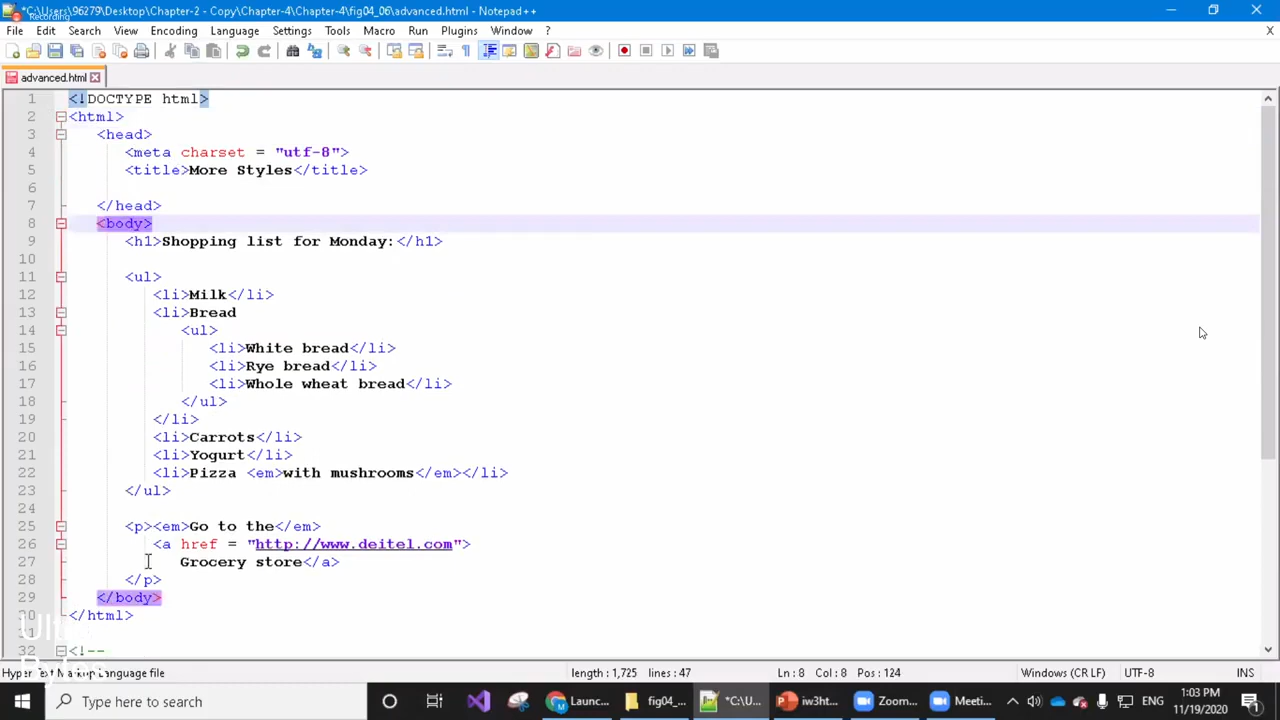 *C:\Users\96279\Desktop\Chapter-2 - Copy\Chapter-4\Chapter-4\fig04_06\advanced.html - Notepad++
Recording
File Edit Search View Encoding Language Settings Tools Macro Run Plugins Window ? X
advanced.html
1 <!DOCTYPE html>
2 <html>
3 <head>
4 <meta charset = "utf-8">
5 <title>More Styles</title>
6
7 </head>
8 <body>
9 <h1>Shopping list for Monday:</h1>
10
11 <ul>
12 <li>Milk</li>
13 <li>Bread
14 <ul>
15 <li>White bread</li>
16 <li>Rye bread</li>
17 <li>Whole wheat bread</li>
18 </ul>
19 </li>
20 <li>Carrots</li>
21 <li>Yogurt</li>
22 <li>Pizza <em>with mushrooms</em></li>
23 </ul>
24
25 <p><em>Go to the</em>
26 <a href = "http://www.deitel.com">
27 Grocery store</a>
28 </p>
29 </body>
30 </html>
32 <!--
Hyper Text Markup Language file length : 1,725 lines : 47 Ln : 8 Col : 8 Pos : 124 Windows (CR LF) UTF-8 INS
Type here to search Launc... fig04_... *C:\U... iw3ht... Zoom... Meeti... ENG 1:03 PM
11/19/2020